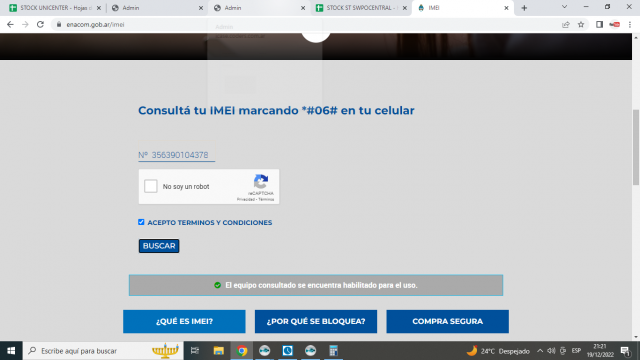 STOCK UNICENTER - Hojas d
Admin
Admin
STOCK ST SWPOCENTRAL -
IMEI
enacom.gob.ar/imei
Consultá tu iMEi marcando *#06# en tu celular
Nº 356390104378
No soy un robot
reCAPTCHA
Privacidad - Términos
ACEPTO TERMINOS Y CONDICIONES
BUSCAR
El equipo consultado se encuentra habilitado para el uso.
¿QUÉ ES IMEI?
¿POR QUÉ SE BLOQUEA?
COMPRA SEGURA
Escribe aquí para buscar
24°C Despejado
ESP
21:21
19/12/2022